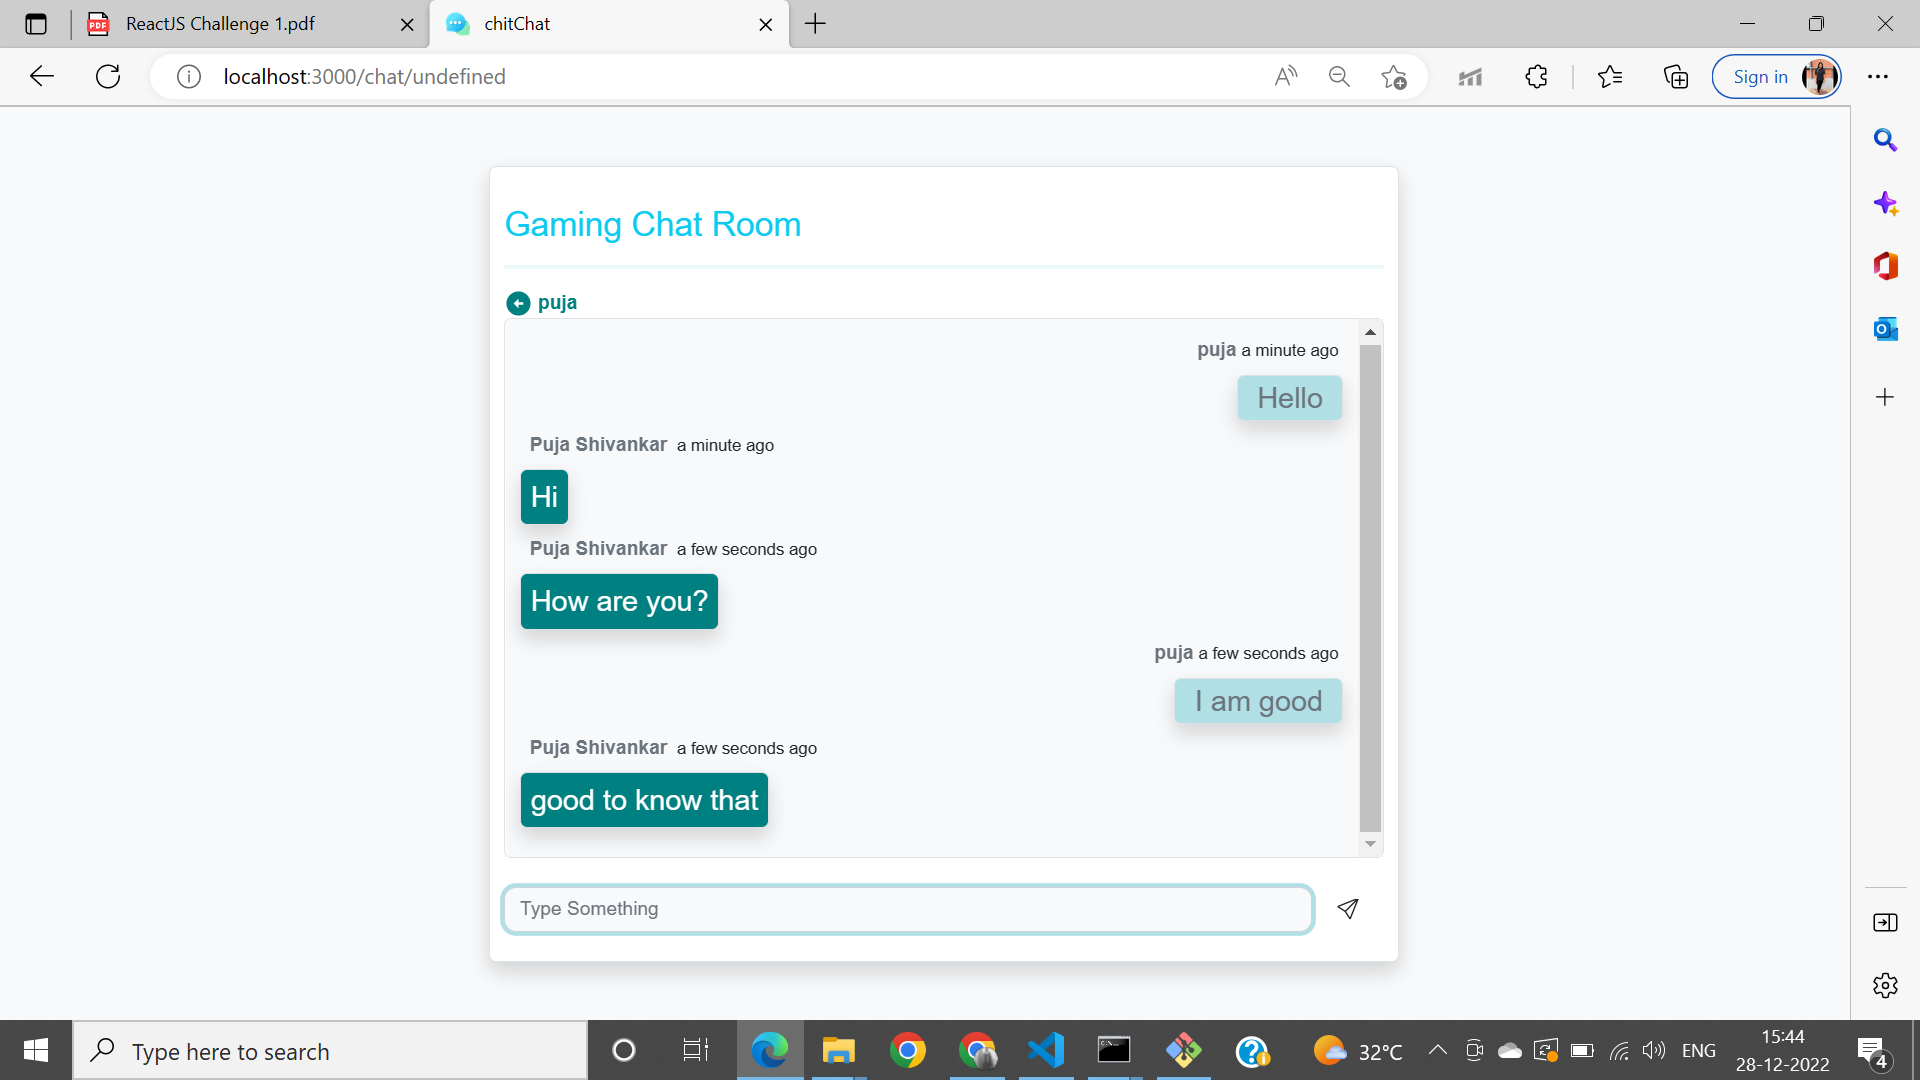 ReactJS Challenge 1.pdf
chitChat
localhost:3000/chat/undefined
Sign in
Gaming Chat Room
puja
puja a minute ago
Hello
Puja Shivankar a minute ago
Hi
Puja Shivankar a few seconds ago
How are you?
puja a few seconds ago
I am good
Puja Shivankar a few seconds ago
good to know that
Type Something
Type here to search
32°C
ENG
15:44
28-12-2022
4